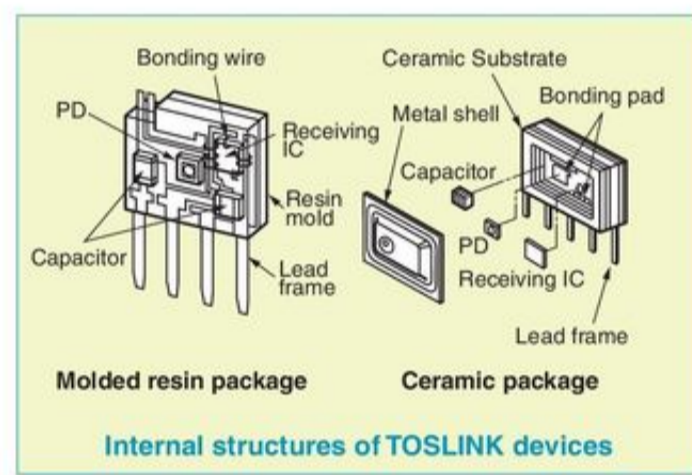 Bonding wire
PD
Receiving
IC
Resin
mold
Capacitor
Lead
frame
Molded resin package
Ceramic Substrate
Bonding pad
Metal shell
Capacitor
PD
Receiving IC
Lead frame
Ceramic package
Internal structures of TOSLINK devices